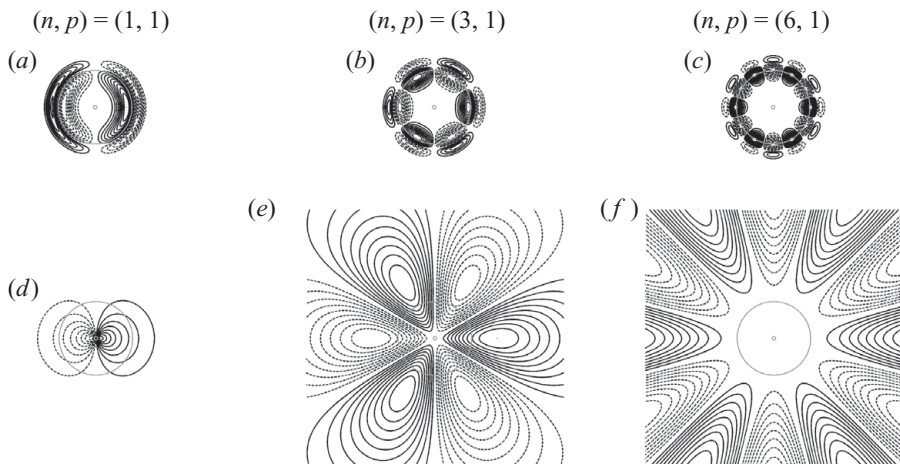 (n, p) = (1, 1) (n, p) = (3, 1) (n, p) = (6, 1)
(a) (b) (c)
(d) (e) (f )